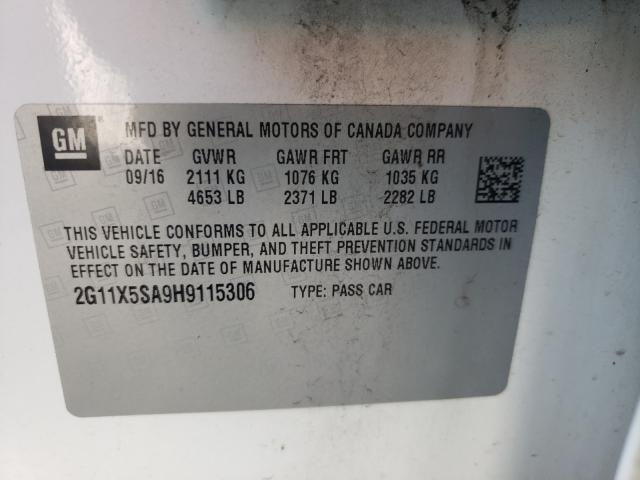 GM MFD BY GENERAL MOTORS OF CANADA COMPANY
DATE GVWR GAWR FRT GAWR RR
09/16 2111 KG 1076 KG 1035 KG
4653 LB 2371 LB 2282 LB
THIS VEHICLE CONFORMS TO ALL APPLICABLE U.S. FEDERAL MOTOR
VEHICLE SAFETY, BUMPER, AND THEFT PREVENTION STANDARDS IN
EFFECT ON THE DATE OF MANUFACTURE SHOWN ABOVE.
2G11X5SA9H9115306 TYPE: PASS CAR